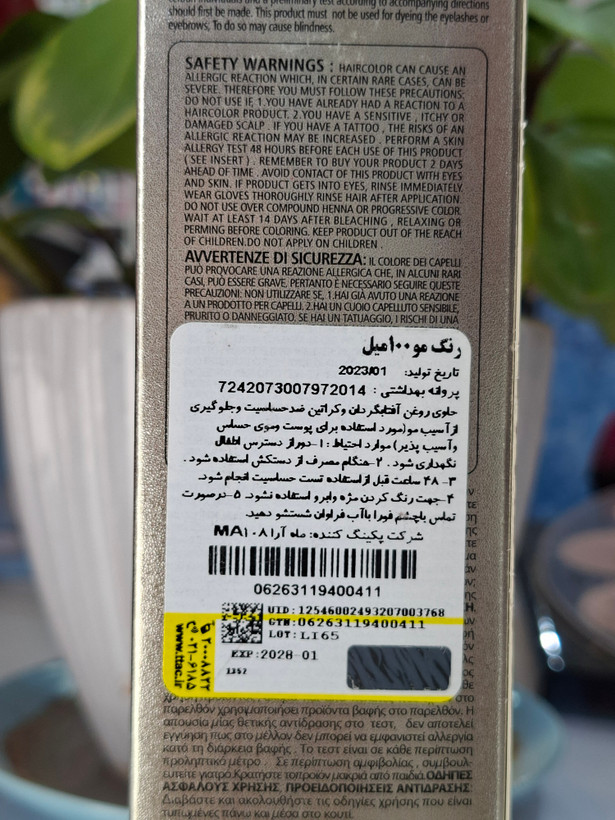 should first be made. This product must not be used for dyeing the eyelashes or
eyebrows, To do so may cause blindness.
SAFETY WARNINGS : HAIRCOLOR CAN CAUSE AN
ALLERGIC REACTION WHICH, IN CERTAIN RARE CASES, CAN BE
SEVERE. THEREFORE YOU MUST FOLLOW THESE PRECAUTIONS;
DO NOT USE IF, 1.YOU HAVE ALREADY HAD A REACTION TO A
HAIRCOLOR PRODUCT. 2.YOU HAVE A SENSITIVE , ITCHY OR
DAMAGED SCALP . IF YOU HAVE A TATTOO , THE RISKS OF AN
ALLERGIC REACTION MAY BE INCREASED . PERFORM A SKIN
ALLERGY TEST 48 HOURS BEFORE EACH USE OF THIS PRODUCT
( SEE INSERT ) . REMEMBER TO BUY YOUR PRODUCT 2 DAYS
AHEAD OF TIME . AVOID CONTACT OF THIS PRODUCT WITH EYES
AND SKIN. IF PRODUCT GETS INTO EYES, RINSE IMMEDIATELY.
WEAR GLOVES THOROUGHLY RINSE HAIR AFTER APPLICATION.
DO NOT USE OVER COMPOUND HENNA OR PROGRESSIVE COLOR.
WAIT AT LEAST 14 DAYS AFTER BLEACHING , RELAXING OR
PERMING BEFORE COLORING. KEEP PRODUCT OUT OF THE REACH
OF CHILDREN.DO NOT APPLY ON CHILDREN .
AVVERTENZE DI SICUREZZA: IL COLORE DEI CAPELLI
PUÒ PROVOCARE UNA REAZIONE ALLERGICA CHE, IN ALCUNI RARI
CASI, PUÒ ESSERE GRAVE, PERTANTO È NECESSARIO SEGUIRE QUESTE
PRECAUZIONI: NON UTILIZZARE SE, 1.HAI GIÀ AVUTO UNA REAZIONE
A UN PRODOTTO PER CAPELLI. 2.HAI UN CUOIO CAPELLUTO SENSIBILE,
PRURITO O DANNEGGIATO. SE HAI UN TATUAGGIO, I RISCHI DI UNA
رنگ مو ۱۰۰میل
تاریخ تولید: 2023/01
پروانه بهداشتی : 7242073007972014
حاوی روغن آفتابگردان وکراتین ضدحساسیت وجلوگیری
از آسیب مو(مورد استفاده برای پوست وموی حساس
وآسیب پذیر) موارد احتیاط : ۱-دوراز دسترس اطفال
نگهداری شود . ۲-هنگام مصرف از دستکش استفاده شود .
۳- ۴۸ ساعت قبل ازاستفاده تست حساسیت انجام شود.
۴-جهت رنگ کردن مژه وابرو استفاده نشود. ۵-درصورت
تماس باچشم فورا باآب فراوان شستشو دهید.
شرکت پکینگ کننده: ماه آرا MA۱۰۸
06263119400411
UID:12546002493207003768
GTN:06263119400411
LOT: LI65
EXP:2028-01
1352
۲۰۰۰۸۸۲۲
۰۲۱-۶۱۸۵
www.ttac.ir
παρελθόν χρησιμοποιήσει προϊόντα βαφής στο παρελθόν. Η
απουσία μίας θετικής αντίδρασης στο τεστ, δεν αποτελεί
εγγύηση πως στο μέλλον δεν μπορεί να εμφανιστεί αλλεργία
κατά τη διάρκεια βαφής . Το τεστ είναι σε κάθε περίπτωση
προληπτικό μέτρο . Σε περίπτωση αμφιβολίας , συμβουλ-
ευτείτε γιατρό.Κρατήστε τοπροϊόν μακριά από παιδιά.ΟΔΗΓΙΕΣ
ΑΣΦΑΛΟΥΣ ΧΡΗΣΗΣ, ΠΡΟΕΙΔΟΠΟΙΗΣΕΙΣ ΑΝΤΙΔΡΑΣΗΣ:
Διαβάστε και ακολουθήστε τις οδηγίες χρήσης που είναι
τυπωμένες πάνω και μέσα στο κουτί.